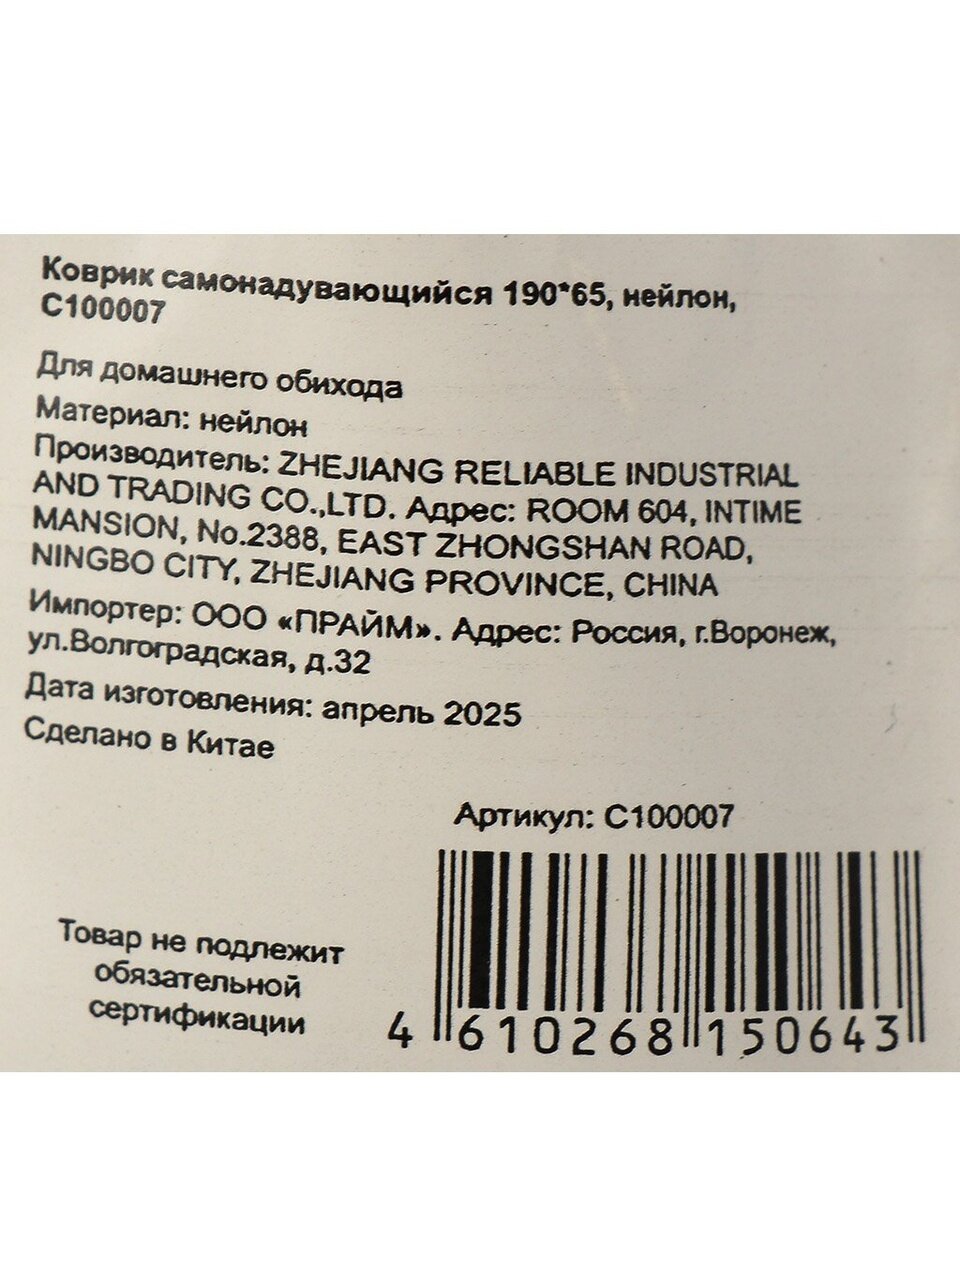 Коврик самонадувающийся 190*65, нейлон,
С100007
Для домашнего обихода
Материал: нейлон
Производитель: ZHEJIANG RELIABLE INDUSTRIAL
AND TRADING CO.,LTD. Адрес: ROOM 604, INTIME
MANSION, No.2388, EAST ZHONGSHAN ROAD,
NINGBO CITY, ZHEJIANG PROVINCE, CHINA
Импортер: ООО «ПРАЙМ». Адрес: Россия, г.Воронеж,
ул.Волгоградская, д.32
Дата изготовления: апрель 2025
Сделано в Китае
Артикул: С100007
Товар не подлежит
обязательной
сертификации
4 610268 150643